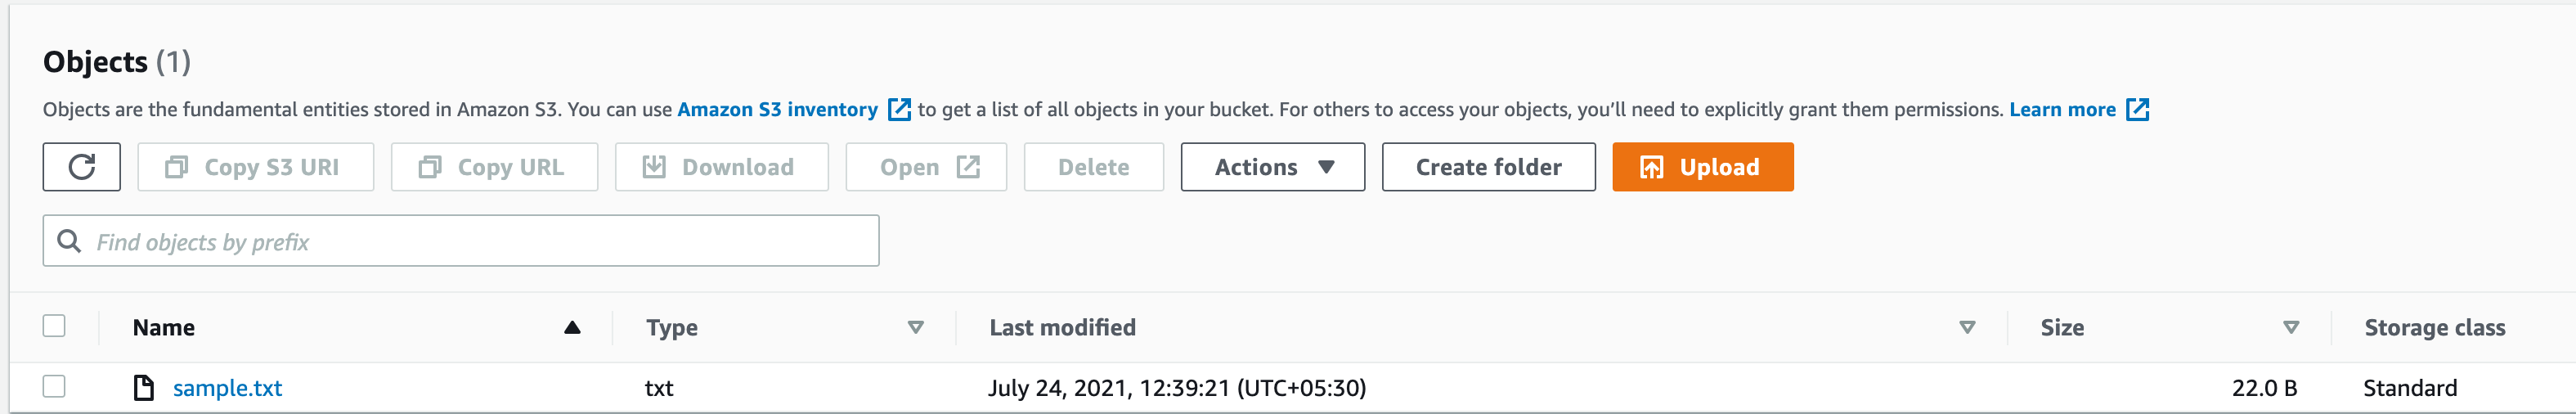 Objects (1)
Objects are the fundamental entities stored in Amazon S3. You can use Amazon S3 inventory to get a list of all objects in your bucket. For others to access your objects, you’ll need to explicitly grant them permissions. Learn more
Copy S3 URI Copy URL Download Open Delete Actions Create folder Upload
Find objects by prefix
Name Type Last modified Size Storage class
sample.txt txt July 24, 2021, 12:39:21 (UTC+05:30) 22.0 B Standard